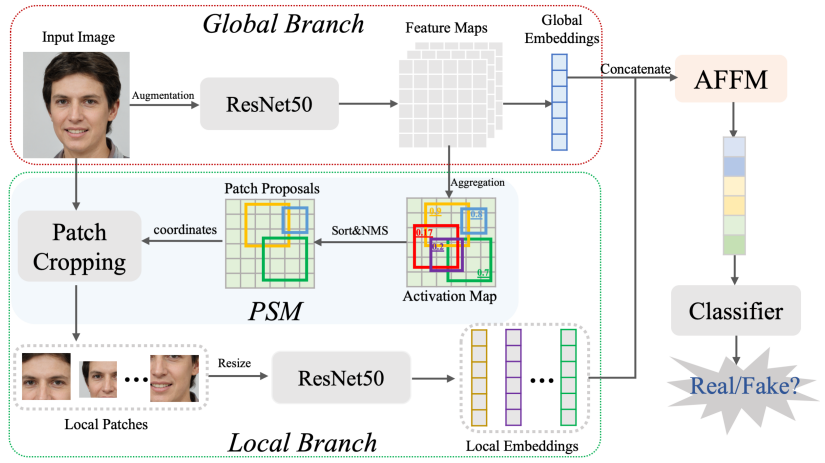 Global Branch
Input Image
Feature Maps
Global
Embeddings
Augmentation
ResNet50
Concatenate
AFFM
Aggregation
Patch Proposals
0.9
0.8
0.17
0.2
0.7
Patch
Cropping
coordinates
Sort&NMS
Activation Map
PSM
Classifier
Resize
ResNet50
Real/Fake?
Local Patches
Local Embeddings
Local Branch